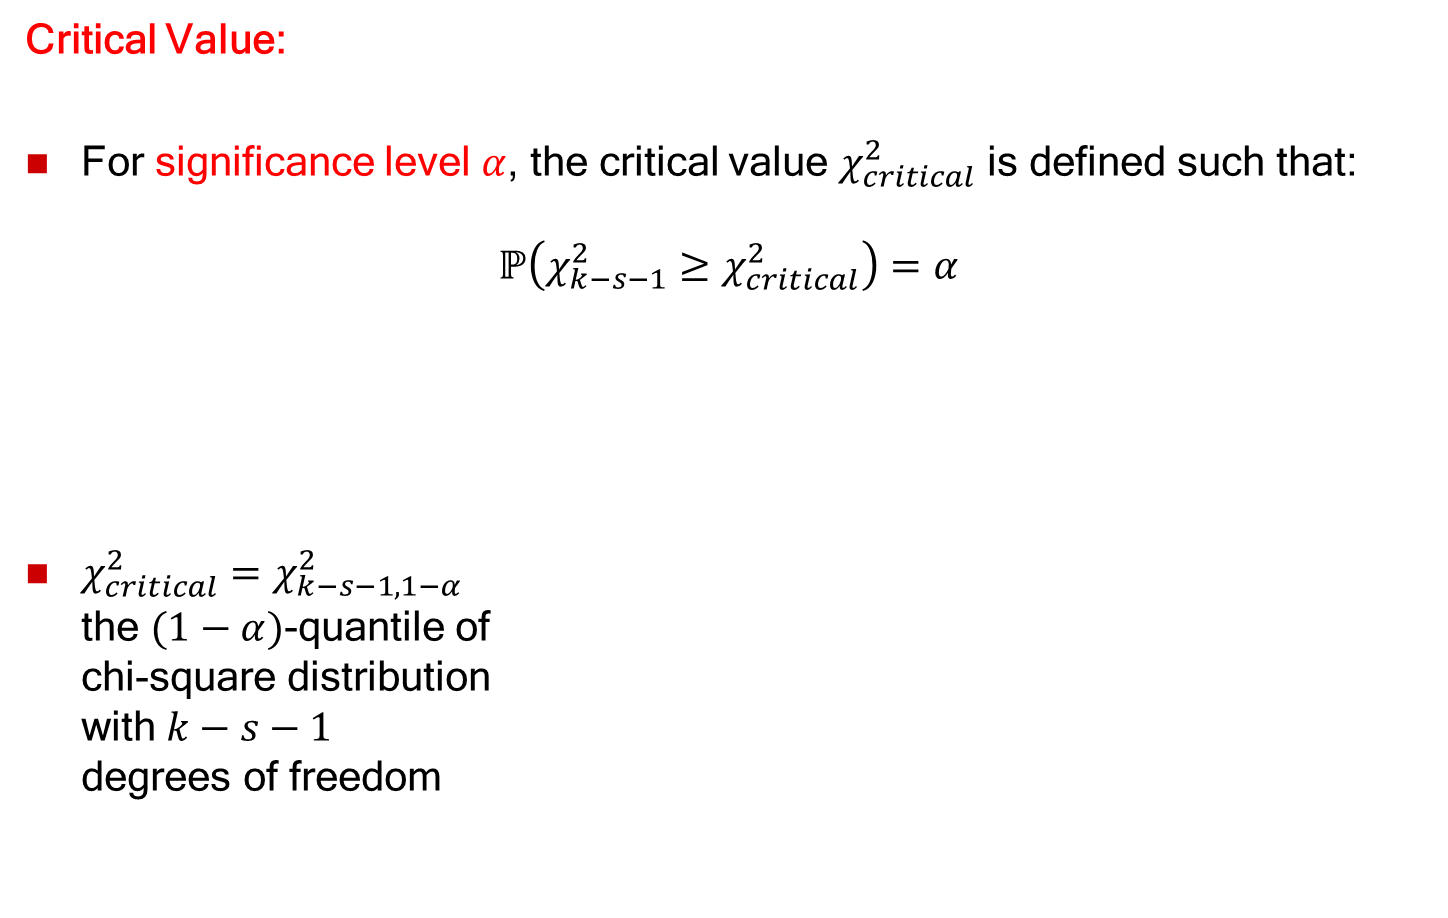 Critical Value:
■ For significance level α, the critical value χ²_critical is defined such that:
ℙ(χ²_{k−s−1} ≥ χ²_critical) = α
■ χ²_critical = χ²_{k−s−1,1−α}
the (1 − α)-quantile of
chi-square distribution
with k − s − 1
degrees of freedom